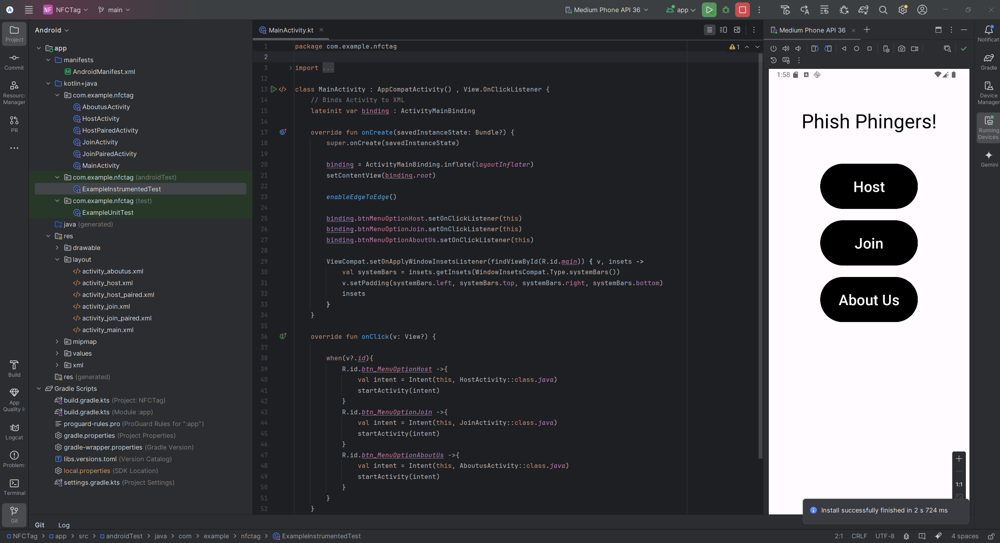 NF NFCTag main Medium Phone API 36 app
Project
Commit
Resourc
Manager
PR
Build
App
Quality I
Logcat
Problem
Terminal
Git
Android
app
manifests
AndroidManifest.xml
kotlin+java
com.example.nfctag
AboutusActivity
HostActivity
HostPairedActivity
JoinActivity
JoinPairedActivity
MainActivity
com.example.nfctag (androidTest)
ExampleInstrumentedTest
com.example.nfctag (test)
ExampleUnitTest
java (generated)
res
drawable
layout
activity_aboutus.xml
activity_host.xml
activity_host_paired.xml
activity_join.xml
activity_join_paired.xml
activity_main.xml
mipmap
values
xml
res (generated)
Gradle Scripts
build.gradle.kts (Project: NFCTag)
build.gradle.kts (Module :app)
proguard-rules.pro (ProGuard Rules for ":app")
gradle.properties (Project Properties)
gradle-wrapper.properties (Gradle Version)
libs.versions.toml (Version Catalog)
local.properties (SDK Location)
settings.gradle.kts (Project Settings)
MainActivity.kt
1
1 package com.example.nfctag
2
3 import ...
12
13 class MainActivity : AppCompatActivity() , View.OnClickListener {
14 // Binds Activity to XML
15 lateinit var binding : ActivityMainBinding
16
17 override fun onCreate(savedInstanceState: Bundle?) {
18 super.onCreate(savedInstanceState)
19
20 binding = ActivityMainBinding.inflate(layoutInflater)
21 setContentView(binding.root)
22
23 enableEdgeToEdge()
24
25 binding.btnMenuOptionHost.setOnClickListener(this)
26 binding.btnMenuOptionJoin.setOnClickListener(this)
27 binding.btnMenuOptionAboutUs.setOnClickListener(this)
28
29 ViewCompat.setOnApplyWindowInsetsListener(findViewById(R.id.main)) { v, insets ->
30 val systemBars = insets.getInsets(WindowInsetsCompat.Type.systemBars())
31 v.setPadding(systemBars.left, systemBars.top, systemBars.right, systemBars.bottom)
32 insets
33 }
34 }
35
36 override fun onClick(v: View?) {
37
38 when(v?.id){
39 R.id.btn_MenuOptionHost ->{
40 val intent = Intent(this, HostActivity::class.java)
41 startActivity(intent)
42 }
43 R.id.btn_MenuOptionJoin ->{
44 val intent = Intent(this, JoinActivity::class.java)
45 startActivity(intent)
46 }
47 R.id.btn_MenuOptionAboutUs ->{
48 val intent = Intent(this, AboutusActivity::class.java)
49 startActivity(intent)
50 }
51 }
52 }
Medium Phone API 36
1:58
Phish Phingers!
Host
Join
About Us
1:1
Install successfully finished in 2 s 724 ms
Notificat
Gradle
Device
Manager
Running
Devices
Gemini
Git Log
NFCTag > app > src > androidTest > java > com > example > nfctag > ExampleInstrumentedTest
2:1 CRLF UTF-8 4 spaces